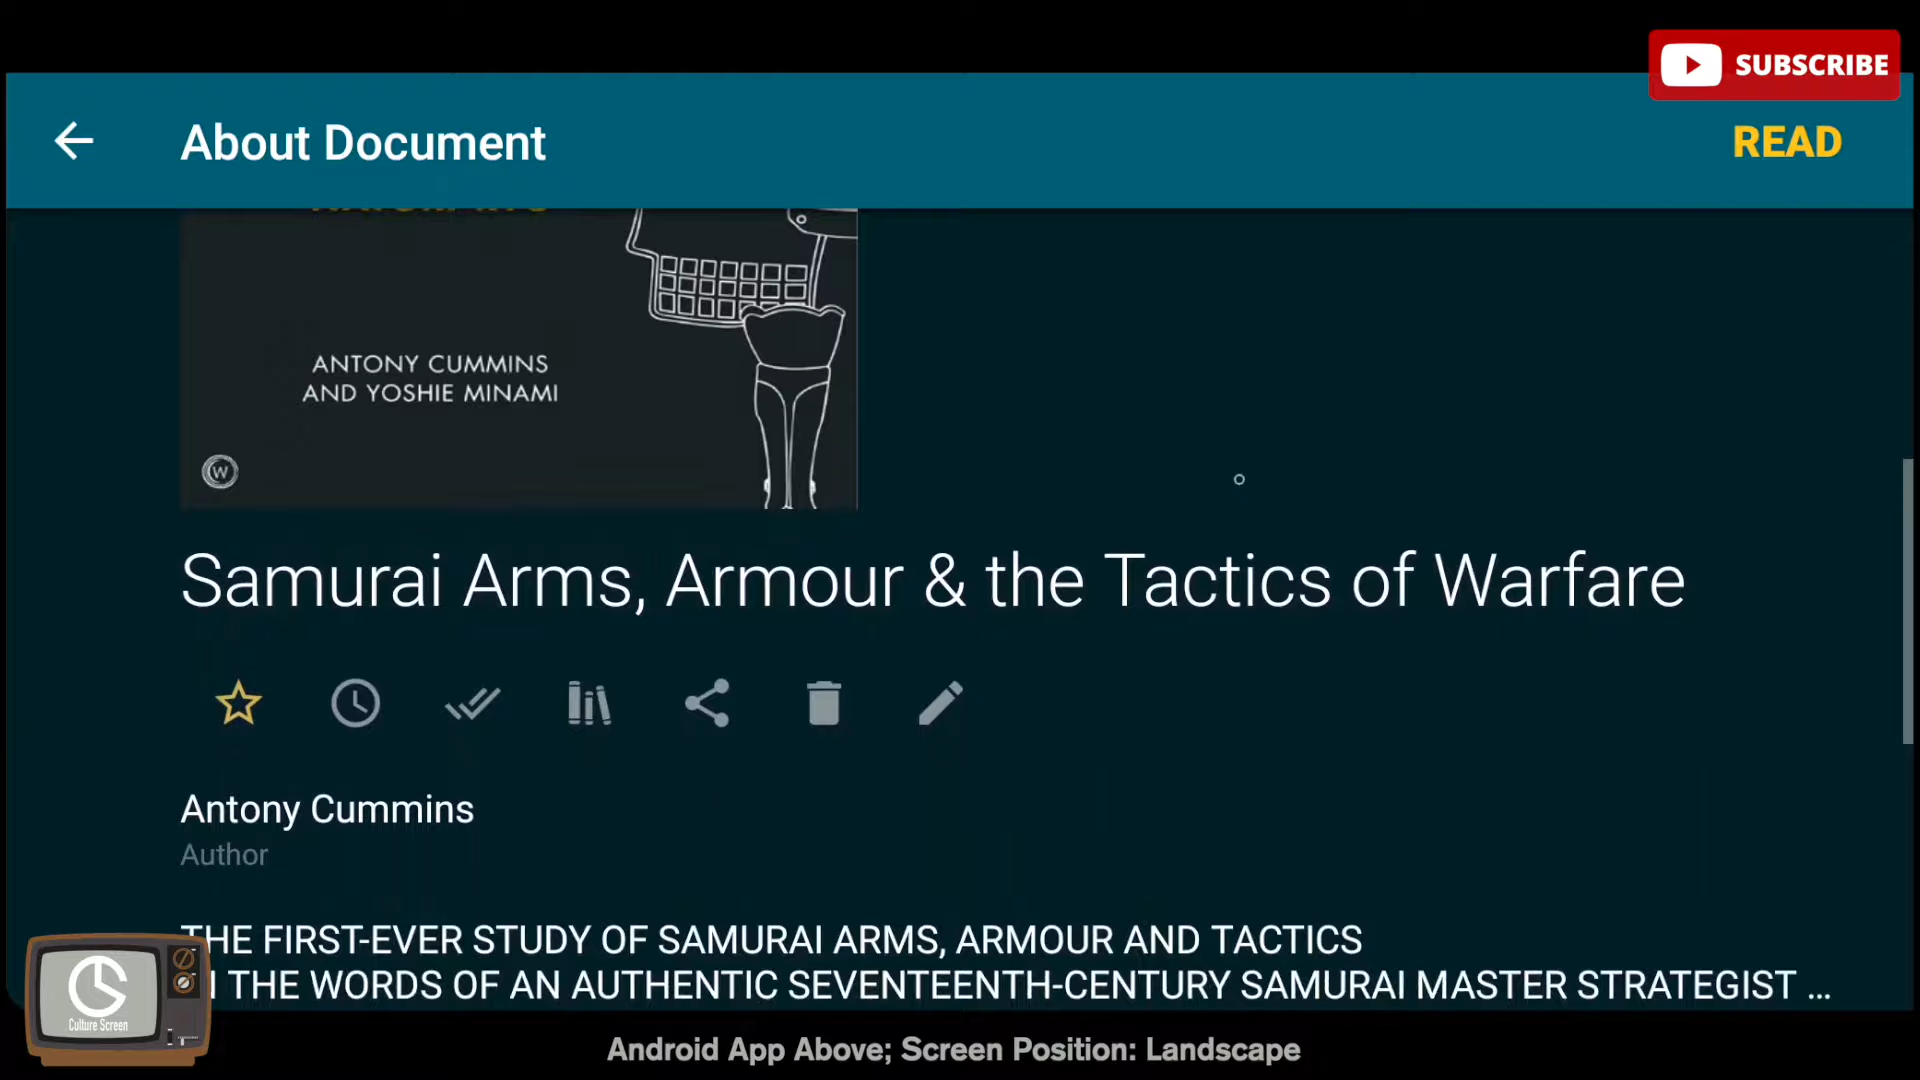 SUBSCRIBE
About Document
READ
ANTONY CUMMINS
AND YOSHIE MINAMI
W
Samurai Arms, Armour & the Tactics of Warfare
Antony Cummins
Author
THE FIRST-EVER STUDY OF SAMURAI ARMS, ARMOUR AND TACTICS
IN THE WORDS OF AN AUTHENTIC SEVENTEENTH-CENTURY SAMURAI MASTER STRATEGIST ...
Culture Screen
Android App Above; Screen Position: Landscape